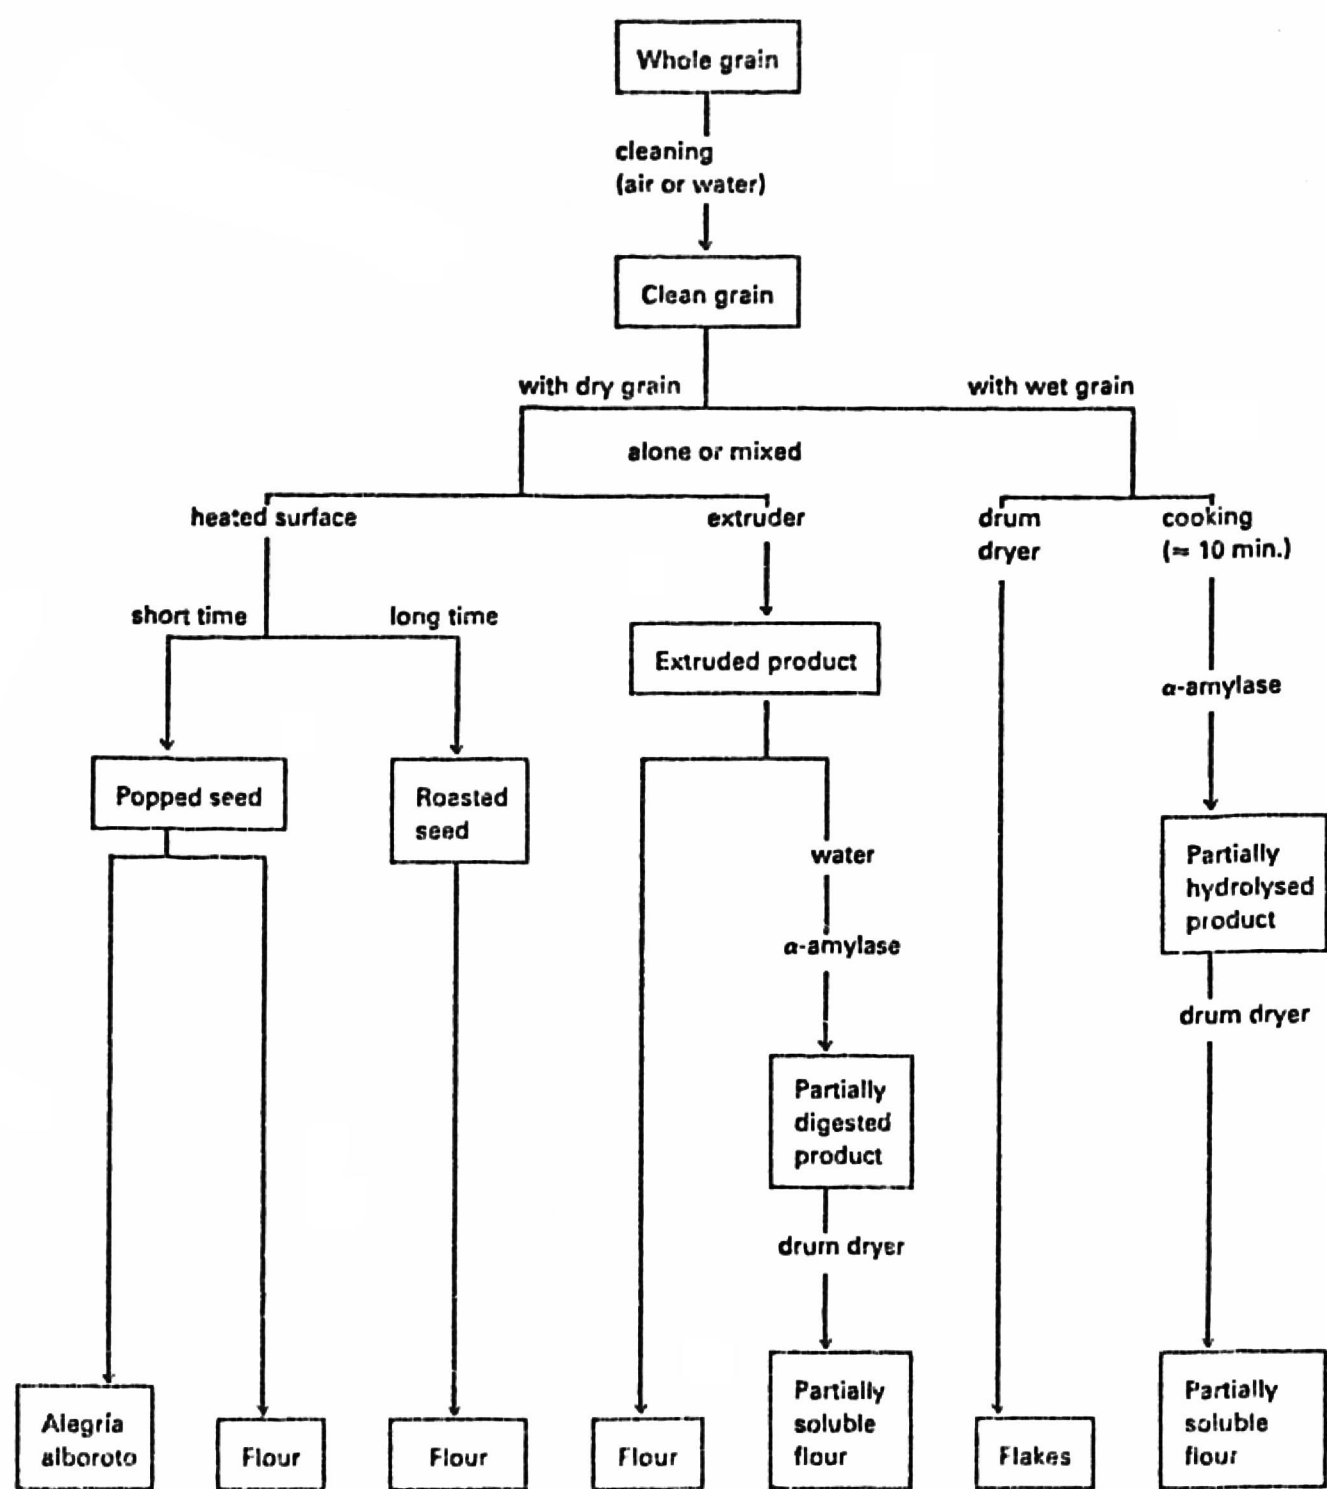 Whole grain
cleaning
(air or water)
Clean grain
with dry grain
with wet grain
alone or mixed
heated surface
extruder
drum
dryer
cooking
(≈ 10 min.)
short time
long time
Extruded product
α-amylase
Popped seed
Roasted
seed
water
Partially
hydrolysed
product
α-amylase
drum dryer
Partially
digested
product
drum dryer
Alegría
alboroto
Flour
Flour
Flour
Partially
soluble
flour
Flakes
Partially
soluble
flour